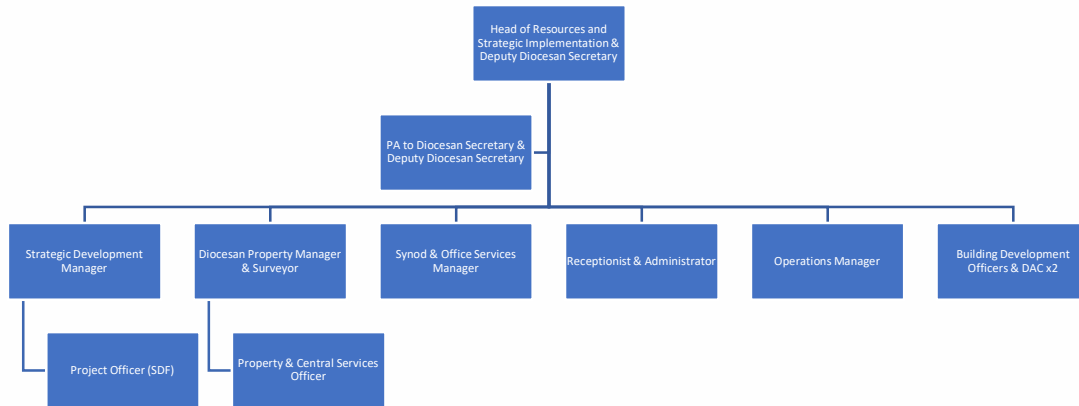 Head of Resources and
Strategic Implementation &
Deputy Diocesan Secretary
PA to Diocesan Secretary &
Deputy Diocesan Secretary
Strategic Development
Manager
Diocesan Property Manager
& Surveyor
Synod & Office Services
Manager
Receptionist & Administrator
Operations Manager
Building Development
Officers & DAC x2
Project Officer (SDF)
Property & Central Services
Officer